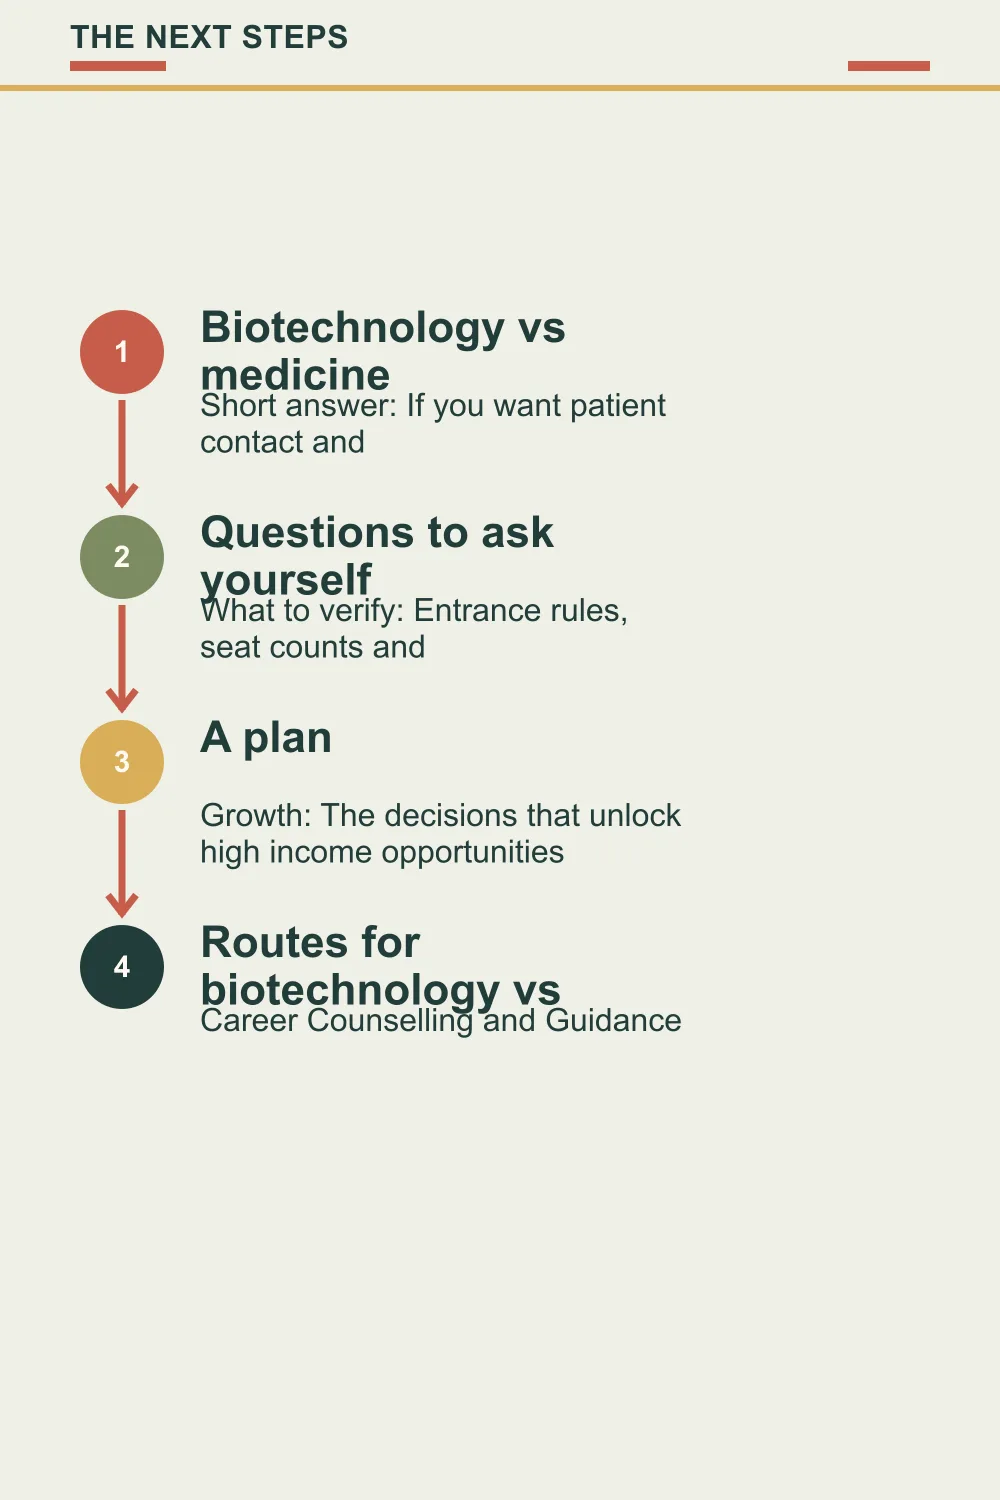 THE NEXT STEPS
1
Biotechnology vs
medicine
Short answer: If you want patient
contact and
2
Questions to ask
yourself
What to verify: Entrance rules,
seat counts and
3
A plan
Growth: The decisions that unlock
high income opportunities
4
Routes for
biotechnology vs
Career Counselling and Guidance